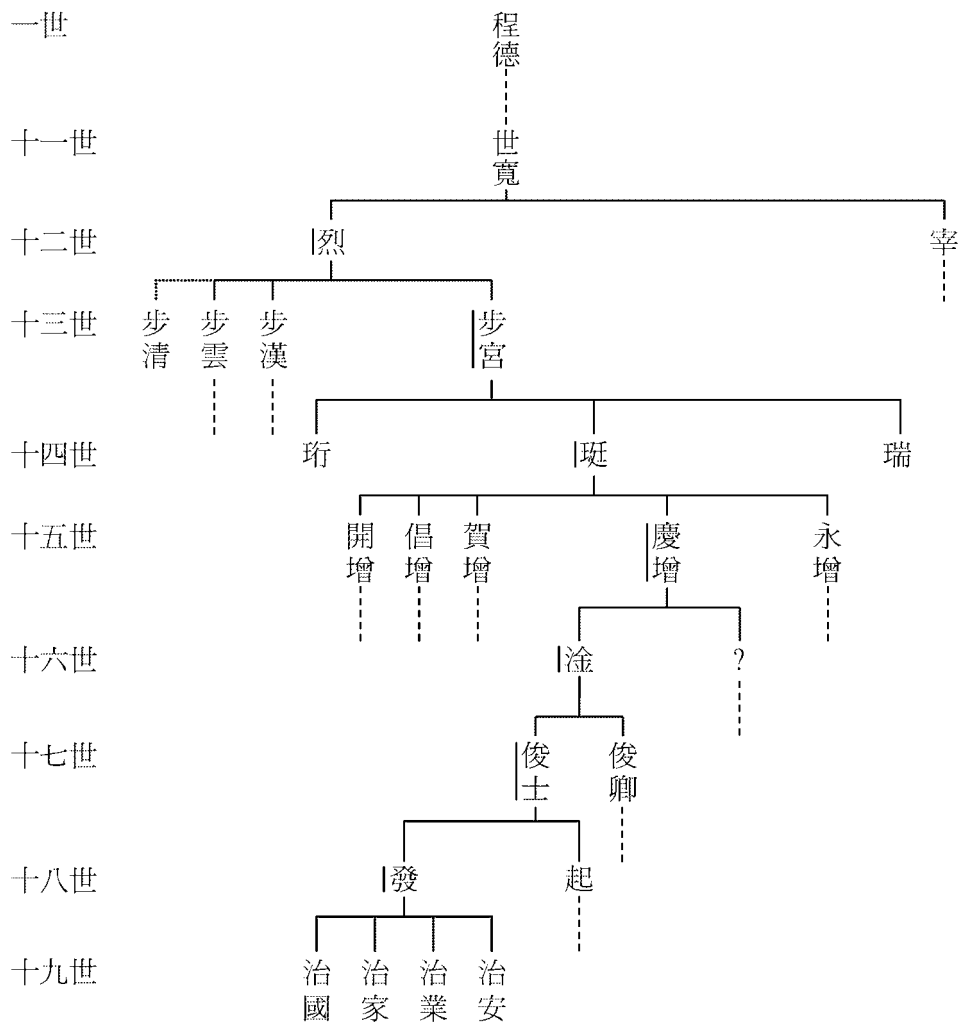 一世 程德
十一世 世寬
十二世 烈 宰
十三世 步清 步雲 步漢 步宮
十四世 珩 珽 瑞
十五世 開增 倡增 賀增 慶增 永增
十六世 淦 ?
十七世 俊士 俊卿
十八世 發 起
十九世 治國 治家 治業 治安